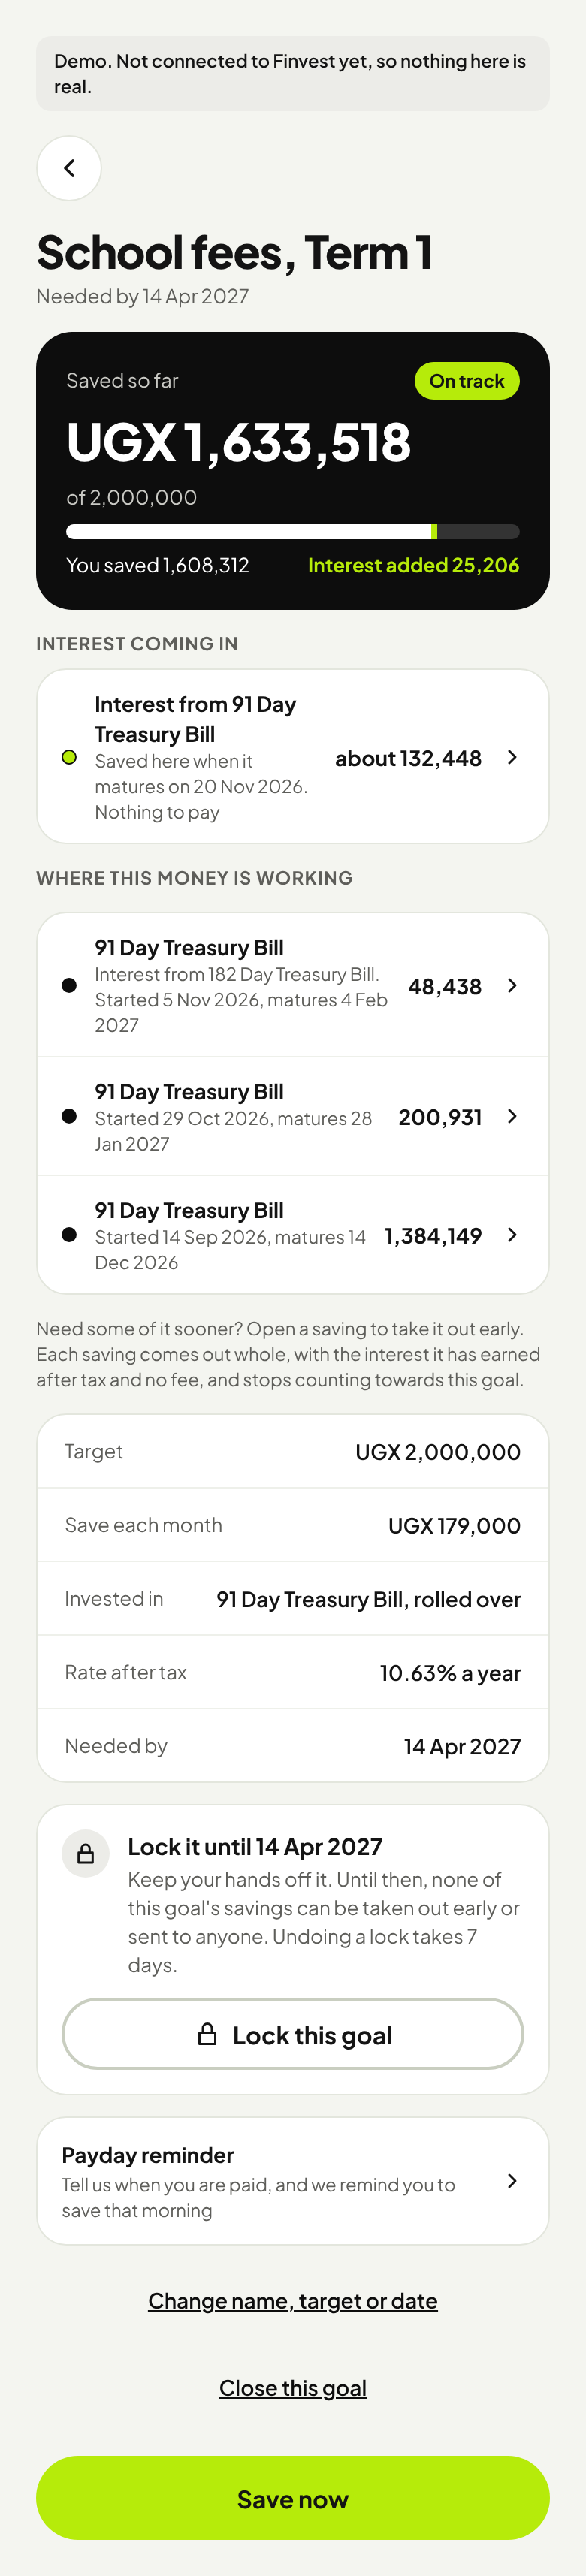 Demo. Not connected to Finvest yet, so nothing here is
real.
School fees, Term 1
Needed by 14 Apr 2027
Saved so far
On track
UGX 1,633,518
of 2,000,000
You saved 1,608,312
Interest added 25,206
INTEREST COMING IN
Interest from 91 Day
Treasury Bill
Saved here when it
matures on 20 Nov 2026.
Nothing to pay
about 132,448
WHERE THIS MONEY IS WORKING
91 Day Treasury Bill
Interest from 182 Day Treasury Bill.
Started 5 Nov 2026, matures 4 Feb
2027
48,438
91 Day Treasury Bill
Started 29 Oct 2026, matures 28
Jan 2027
200,931
91 Day Treasury Bill
Started 14 Sep 2026, matures 14
Dec 2026
1,384,149
Need some of it sooner? Open a saving to take it out early.
Each saving comes out whole, with the interest it has earned
after tax and no fee, and stops counting towards this goal.
Target
UGX 2,000,000
Save each month
UGX 179,000
Invested in
91 Day Treasury Bill, rolled over
Rate after tax
10.63% a year
Needed by
14 Apr 2027
Lock it until 14 Apr 2027
Keep your hands off it. Until then, none of
this goal's savings can be taken out early or
sent to anyone. Undoing a lock takes 7
days.
Lock this goal
Payday reminder
Tell us when you are paid, and we remind you to
save that morning
Change name, target or date
Close this goal
Save now